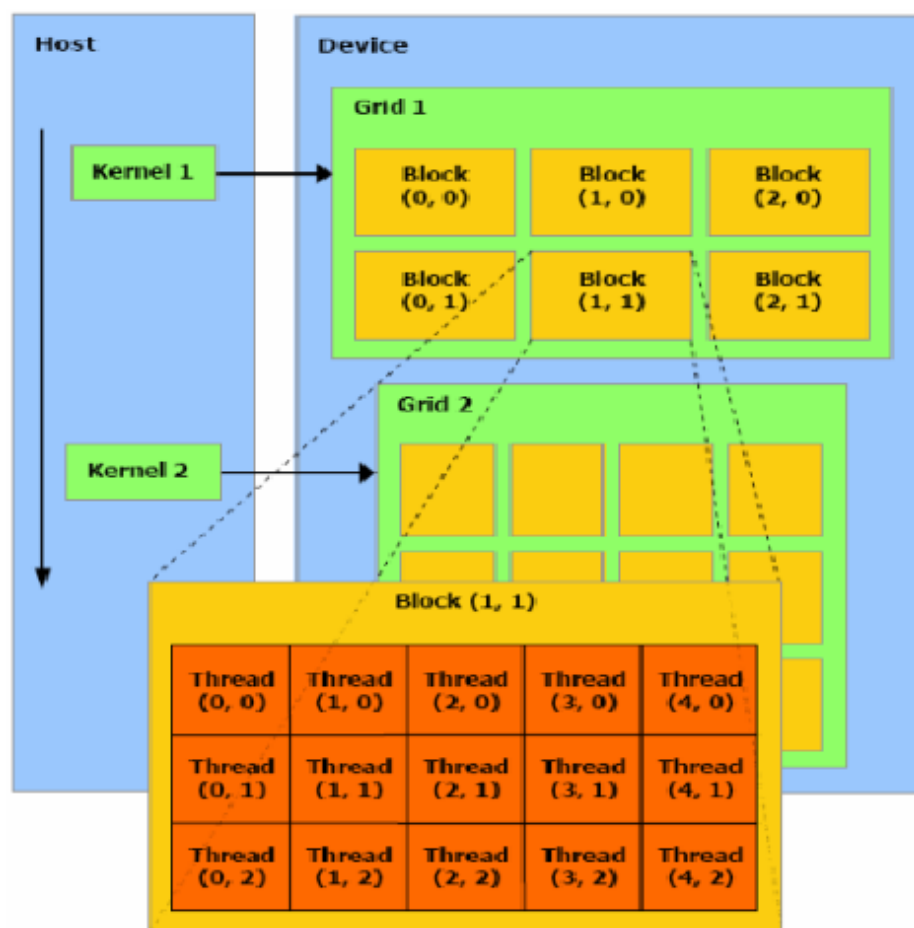 Host
Device
Grid 1
Kernel 1
Block
(0, 0)
Block
(1, 0)
Block
(2, 0)
Block
(0, 1)
Block
(1, 1)
Block
(2, 1)
Grid 2
Kernel 2
Block (1, 1)
Thread
(0, 0)
Thread
(1, 0)
Thread
(2, 0)
Thread
(3, 0)
Thread
(4, 0)
Thread
(0, 1)
Thread
(1, 1)
Thread
(2, 1)
Thread
(3, 1)
Thread
(4, 1)
Thread
(0, 2)
Thread
(1, 2)
Thread
(2, 2)
Thread
(3, 2)
Thread
(4, 2)